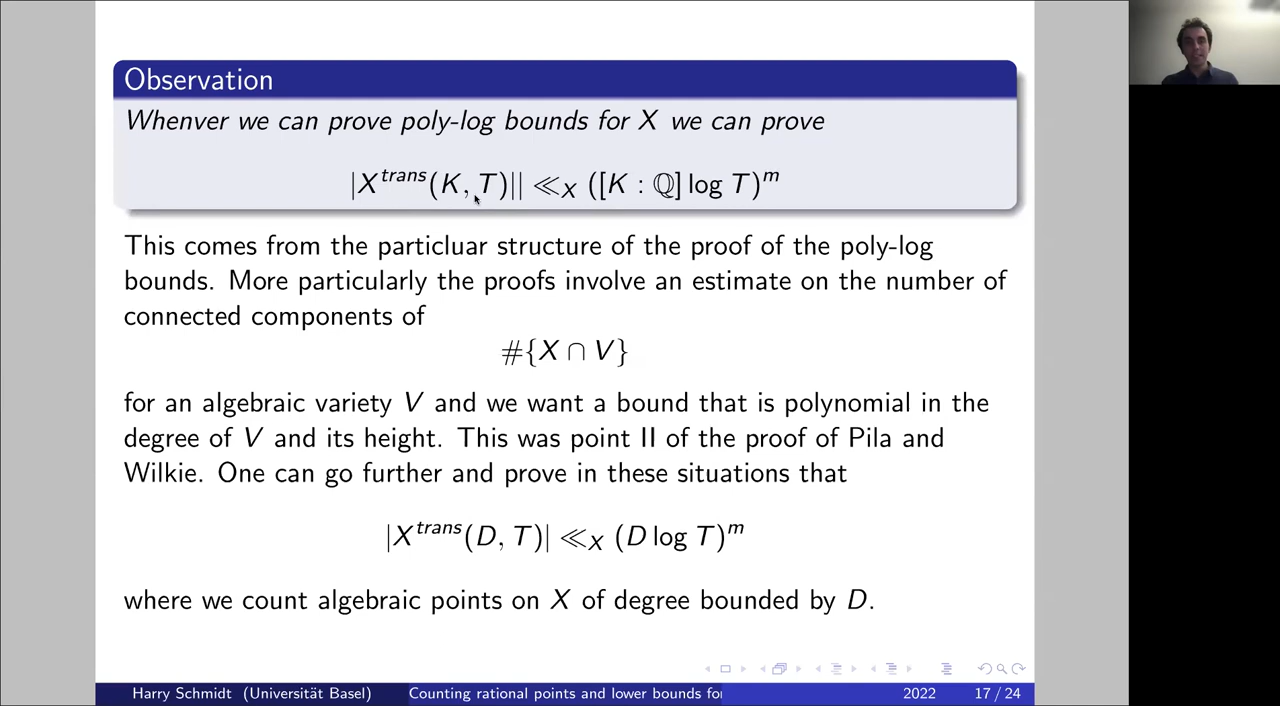 Observation
Whenver we can prove poly-log bounds for X we can prove
|X^{trans}(K, T)|| ≪_X ([K : ℚ] log T)^m
This comes from the particluar structure of the proof of the poly-log
bounds. More particularly the proofs involve an estimate on the number of
connected components of
#{X ∩ V}
for an algebraic variety V and we want a bound that is polynomial in the
degree of V and its height. This was point II of the proof of Pila and
Wilkie. One can go further and prove in these situations that
|X^{trans}(D, T)| ≪_X (D log T)^m
where we count algebraic points on X of degree bounded by D.
Harry Schmidt (Universität Basel) Counting rational points and lower bounds for 2022 17 / 24